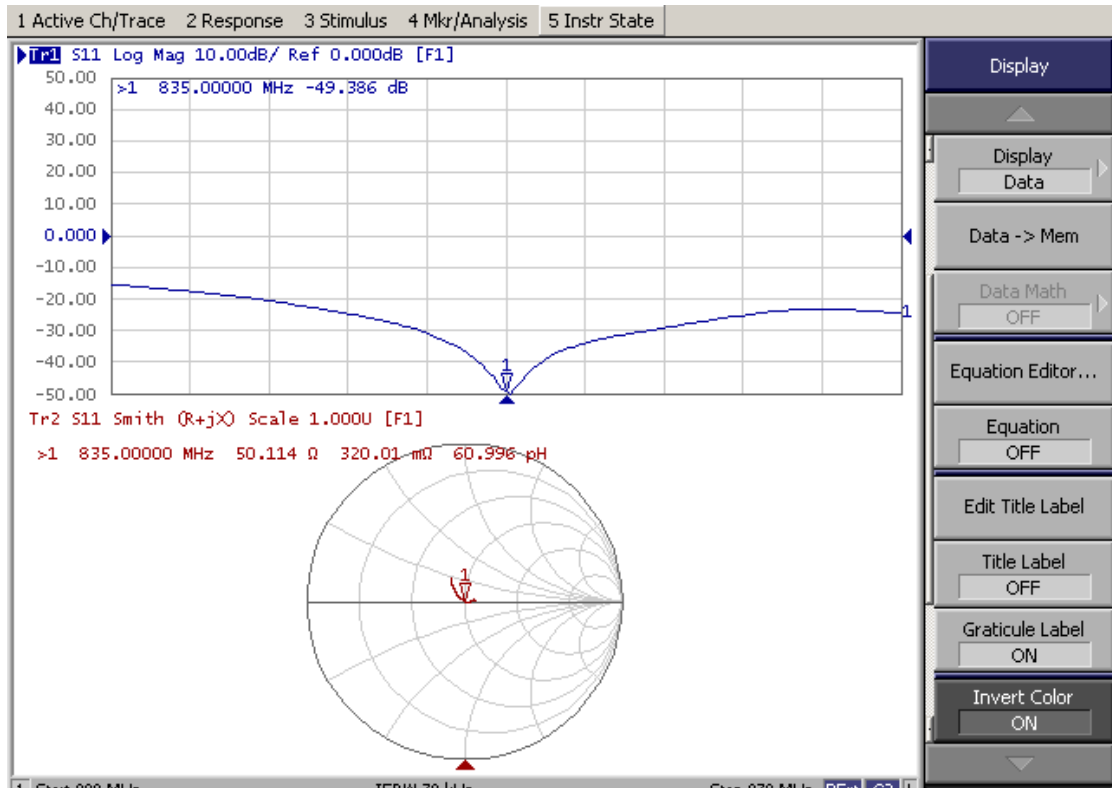 1 Active Ch/Trace 2 Response 3 Stimulus 4 Mkr/Analysis 5 Instr State
Tr1 S11 Log Mag 10.00dB/ Ref 0.000dB [F1]
50.00
>1 835.00000 MHz -49.386 dB
40.00
30.00
20.00
10.00
0.000
-10.00
-20.00
-30.00
-40.00
-50.00
1
1
Tr2 S11 Smith (R+jX) Scale 1.000U [F1]
>1 835.00000 MHz 50.114 Ω 320.01 mΩ 60.996 pH
1
Display
Display
Data
Data -> Mem
Data Math
OFF
Equation Editor...
Equation
OFF
Edit Title Label
Title Label
OFF
Graticule Label
ON
Invert Color
ON